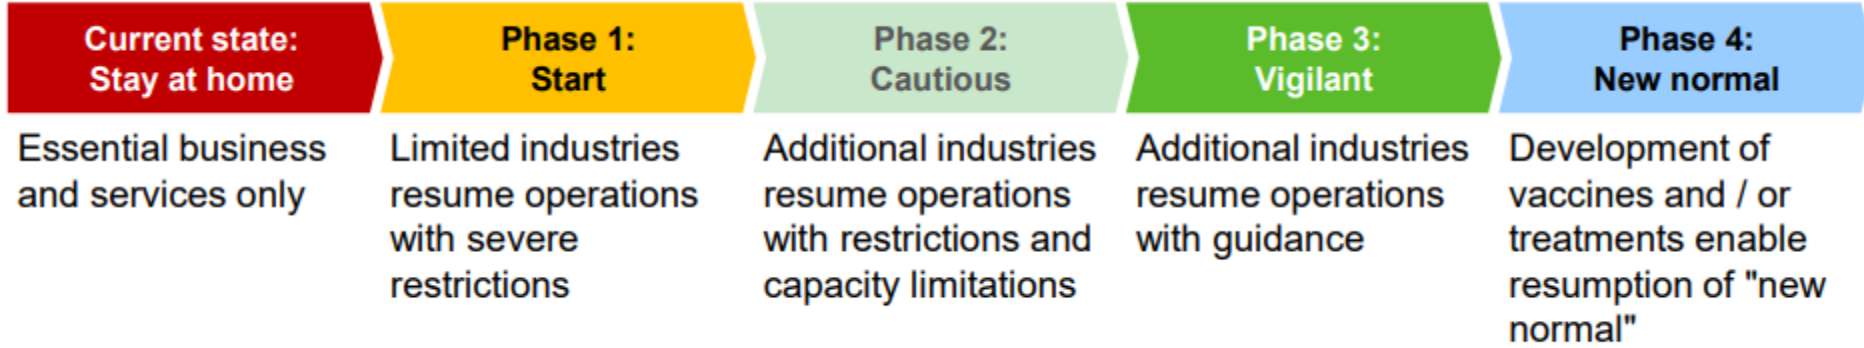 Current state:
Stay at home
Phase 1:
Start
Phase 2:
Cautious
Phase 3:
Vigilant
Phase 4:
New normal
Essential business
and services only
Limited industries
resume operations
with severe
restrictions
Additional industries
resume operations
with restrictions and
capacity limitations
Additional industries
resume operations
with guidance
Development of
vaccines and / or
treatments enable
resumption of "new
normal"